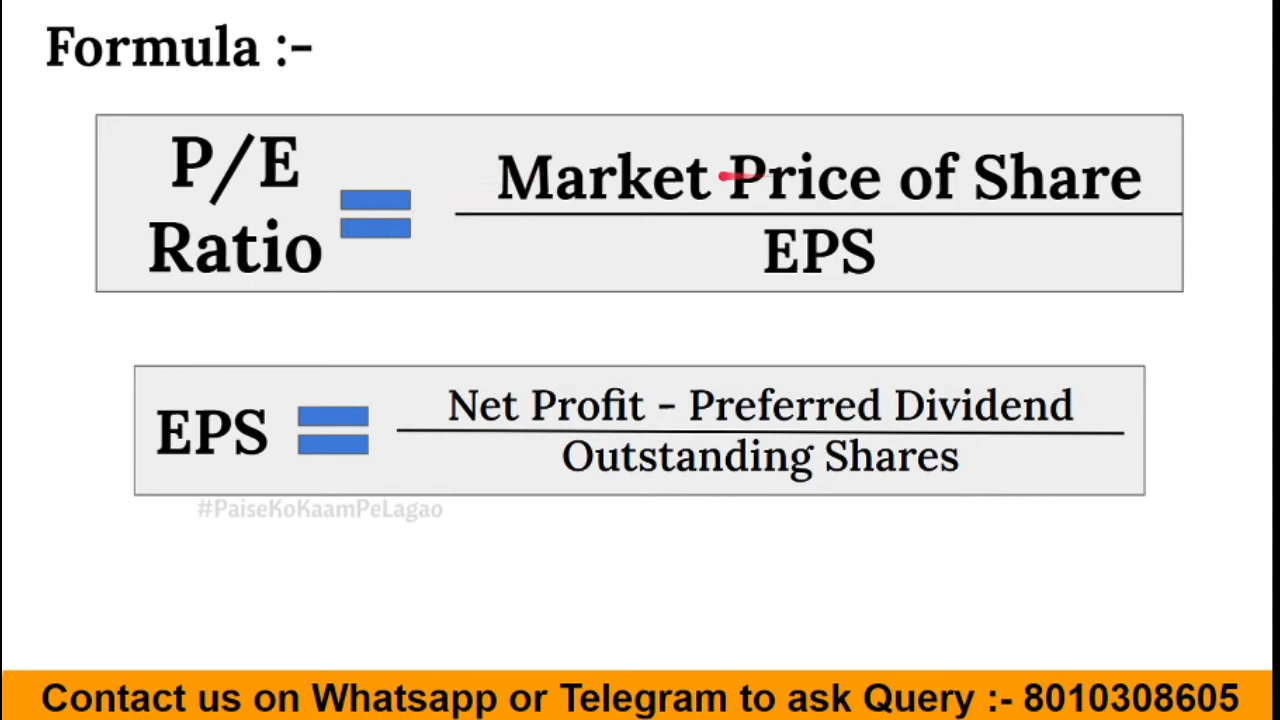 Formula :-
P/E
Ratio
Market Price of Share
EPS
EPS
Net Profit - Preferred Dividend
Outstanding Shares
#PaiseKoKaamPeLagao
Contact us on Whatsapp or Telegram to ask Query :- 8010308605